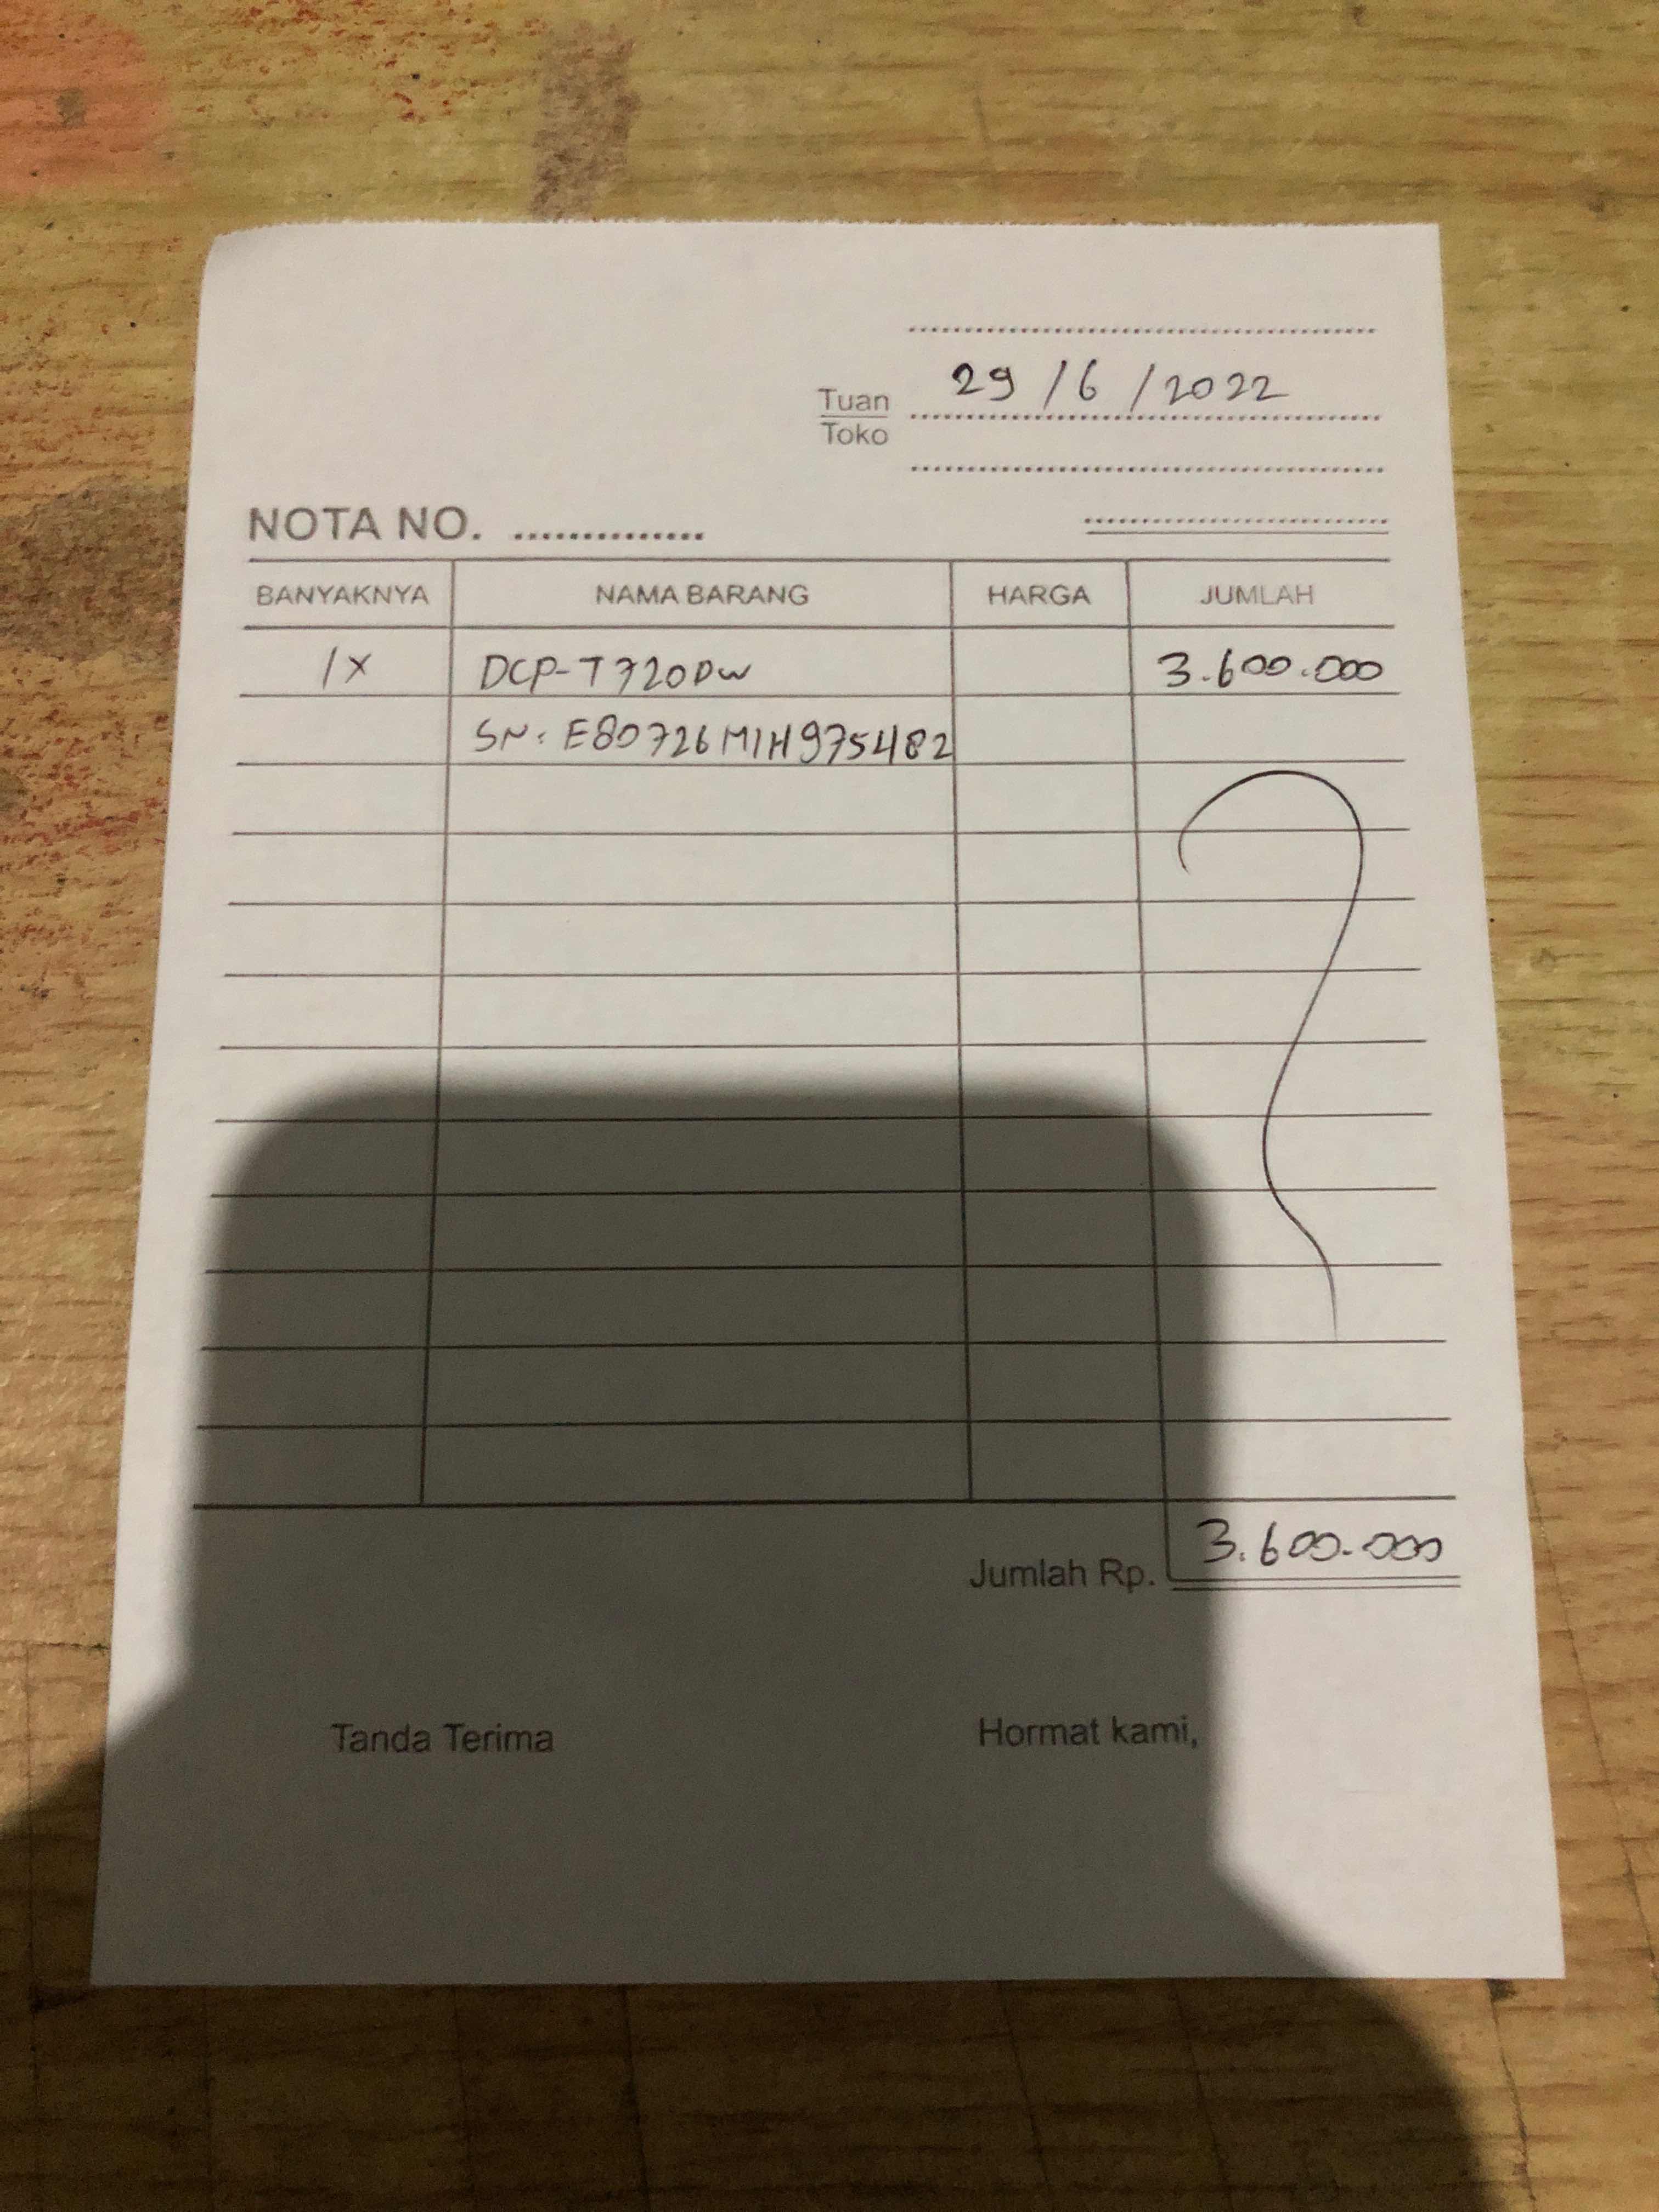 29/6/2022
Tuan
Toko
NOTA NO. ..............
BANYAKNYA NAMA BARANG HARGA JUMLAH
1x DCP-T720DW 3.600.000
SN: E80726M1H975482
Jumlah Rp. 3.600.000
Tanda Terima Hormat kami,